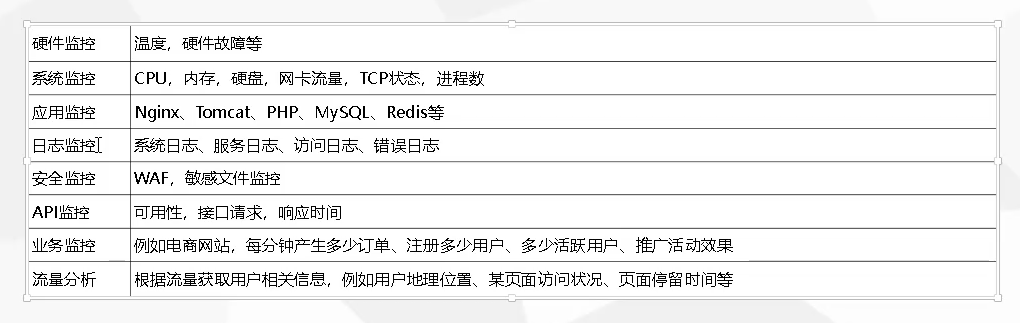 硬件监控 温度，硬件故障等
系统监控 CPU，内存，硬盘，网卡流量，TCP状态，进程数
应用监控 Nginx、Tomcat、PHP、MySQL、Redis等
日志监控 系统日志、服务日志、访问日志、错误日志
安全监控 WAF，敏感文件监控
API监控 可用性，接口请求，响应时间
业务监控 例如电商网站，每分钟产生多少订单、注册多少用户、多少活跃用户、推广活动效果
流量分析 根据流量获取用户相关信息，例如用户地理位置、某页面访问状况、页面停留时间等